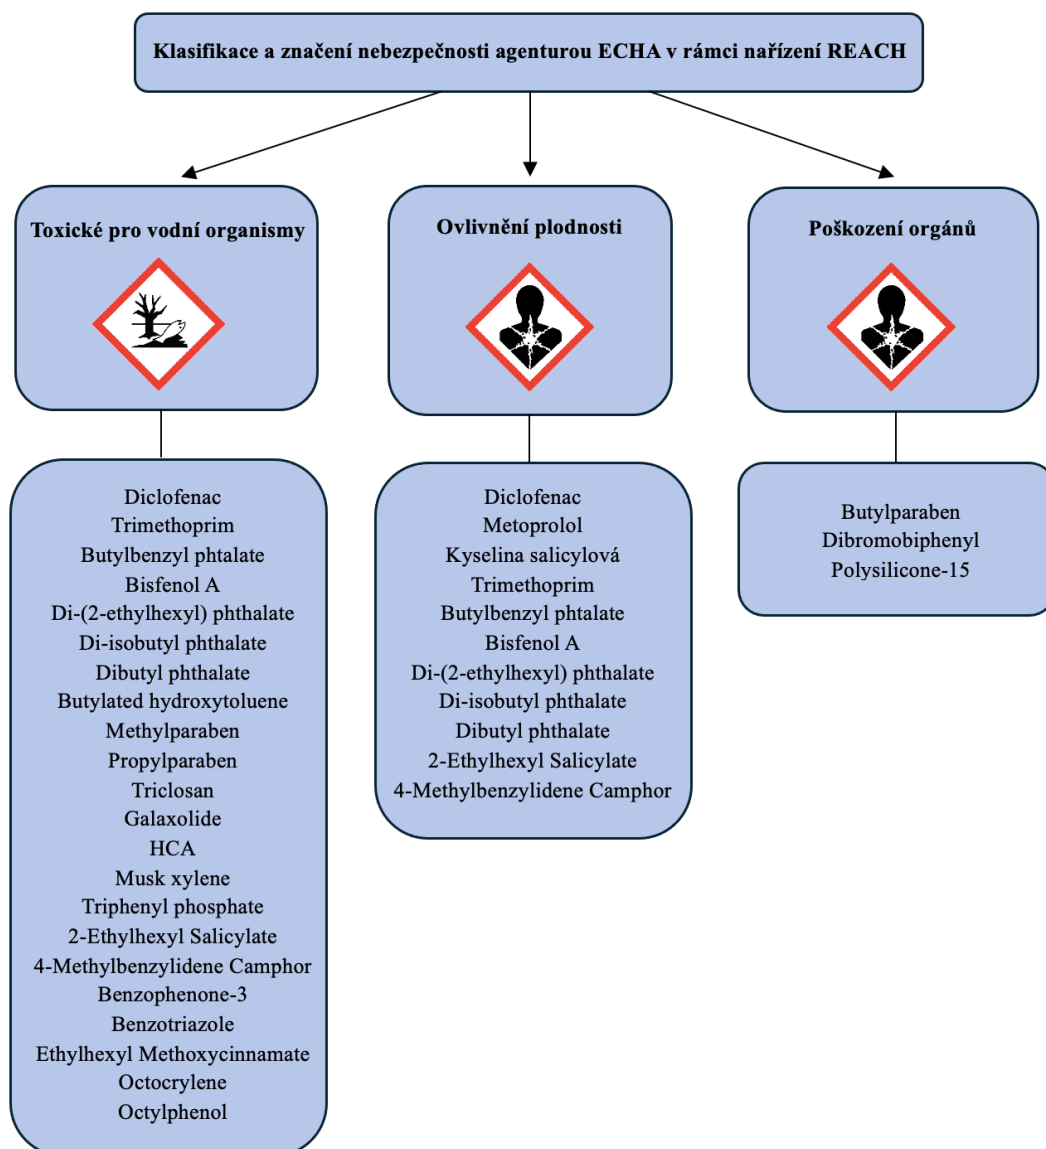 Klasifikace a značení nebezpečnosti agenturou ECHA v rámci nařízení REACH
Toxické pro vodní organismy
Diclofenac
Trimethoprim
Butylbenzyl phtalate
Bisfenol A
Di-(2-ethylhexyl) phthalate
Di-isobutyl phthalate
Dibutyl phthalate
Butylated hydroxytoluene
Methylparaben
Propylparaben
Triclosan
Galaxolide
HCA
Musk xylene
Triphenyl phosphate
2-Ethylhexyl Salicylate
4-Methylbenzylidene Camphor
Benzophenone-3
Benzotriazole
Ethylhexyl Methoxycinnamate
Octocrylene
Octylphenol
Ovlivnění plodnosti
Diclofenac
Metoprolol
Kyselina salicylová
Trimethoprim
Butylbenzyl phtalate
Bisfenol A
Di-(2-ethylhexyl) phthalate
Di-isobutyl phthalate
Dibutyl phthalate
2-Ethylhexyl Salicylate
4-Methylbenzylidene Camphor
Poškození orgánů
Butylparaben
Dibromobiphenyl
Polysilicone-15